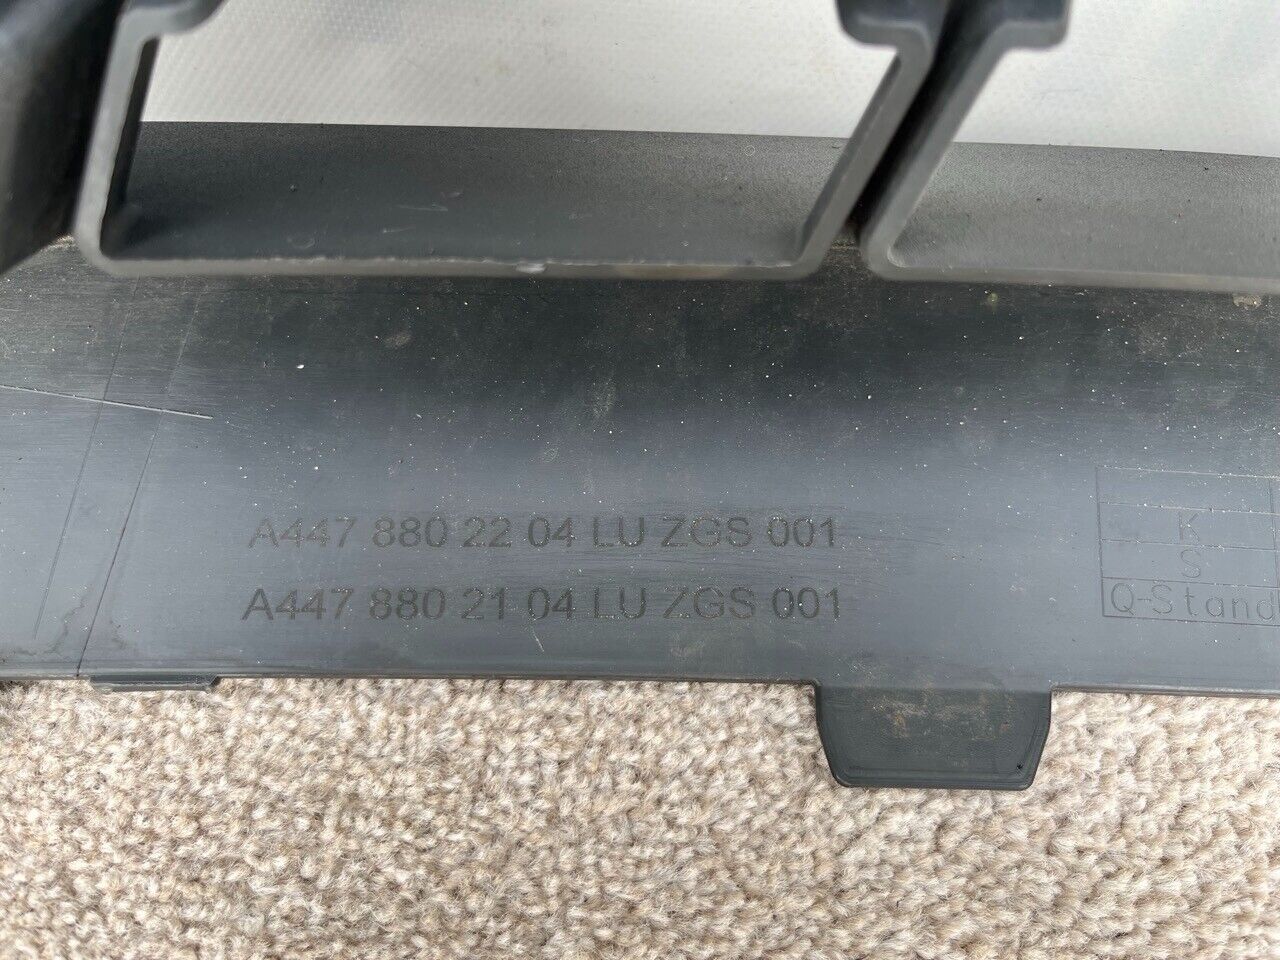 A447 880 22 04 LU ZGS 001
A447 880 21 04 LU ZGS 001
K
S
Q-Stand